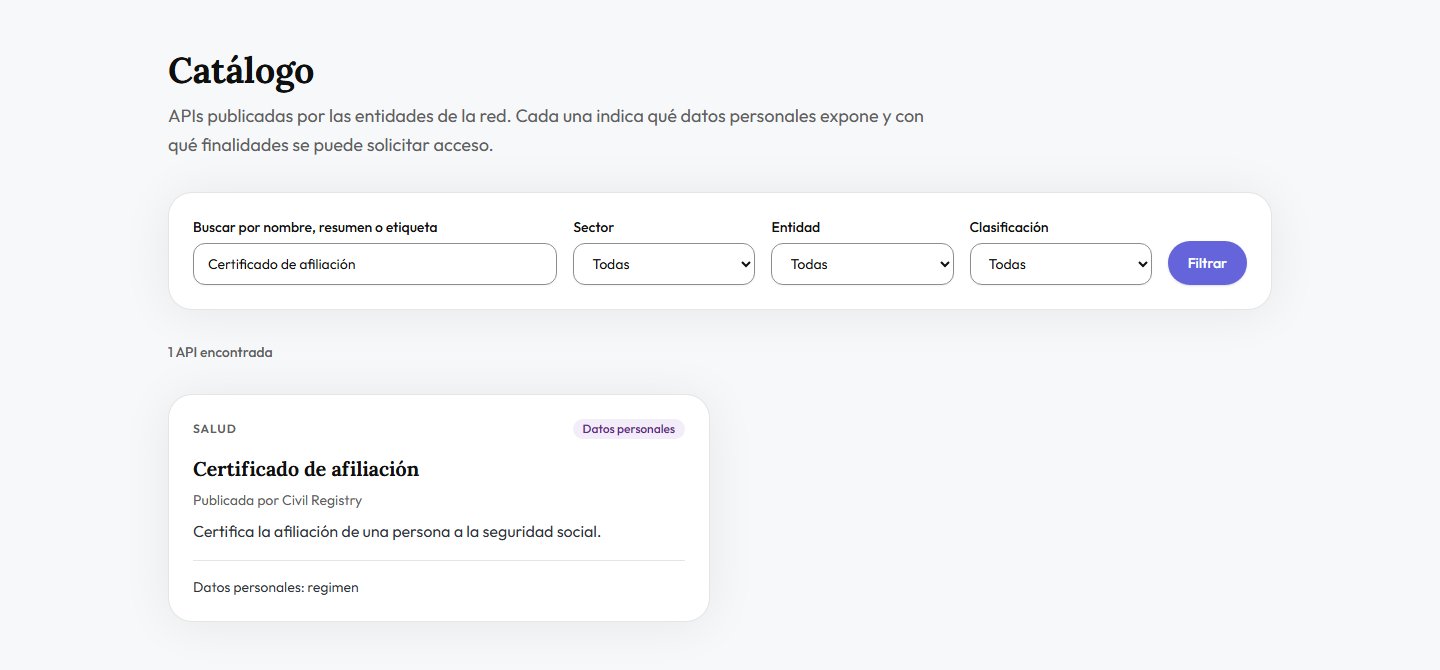 Catálogo
APIs publicadas por las entidades de la red. Cada una indica qué datos personales expone y con
qué finalidades se puede solicitar acceso.
Buscar por nombre, resumen o etiqueta
Sector
Entidad
Clasificación
Certificado de afiliación
Todas
Todas
Todas
Filtrar
1 API encontrada
SALUD
Datos personales
Certificado de afiliación
Publicada por Civil Registry
Certifica la afiliación de una persona a la seguridad social.
Datos personales: regimen